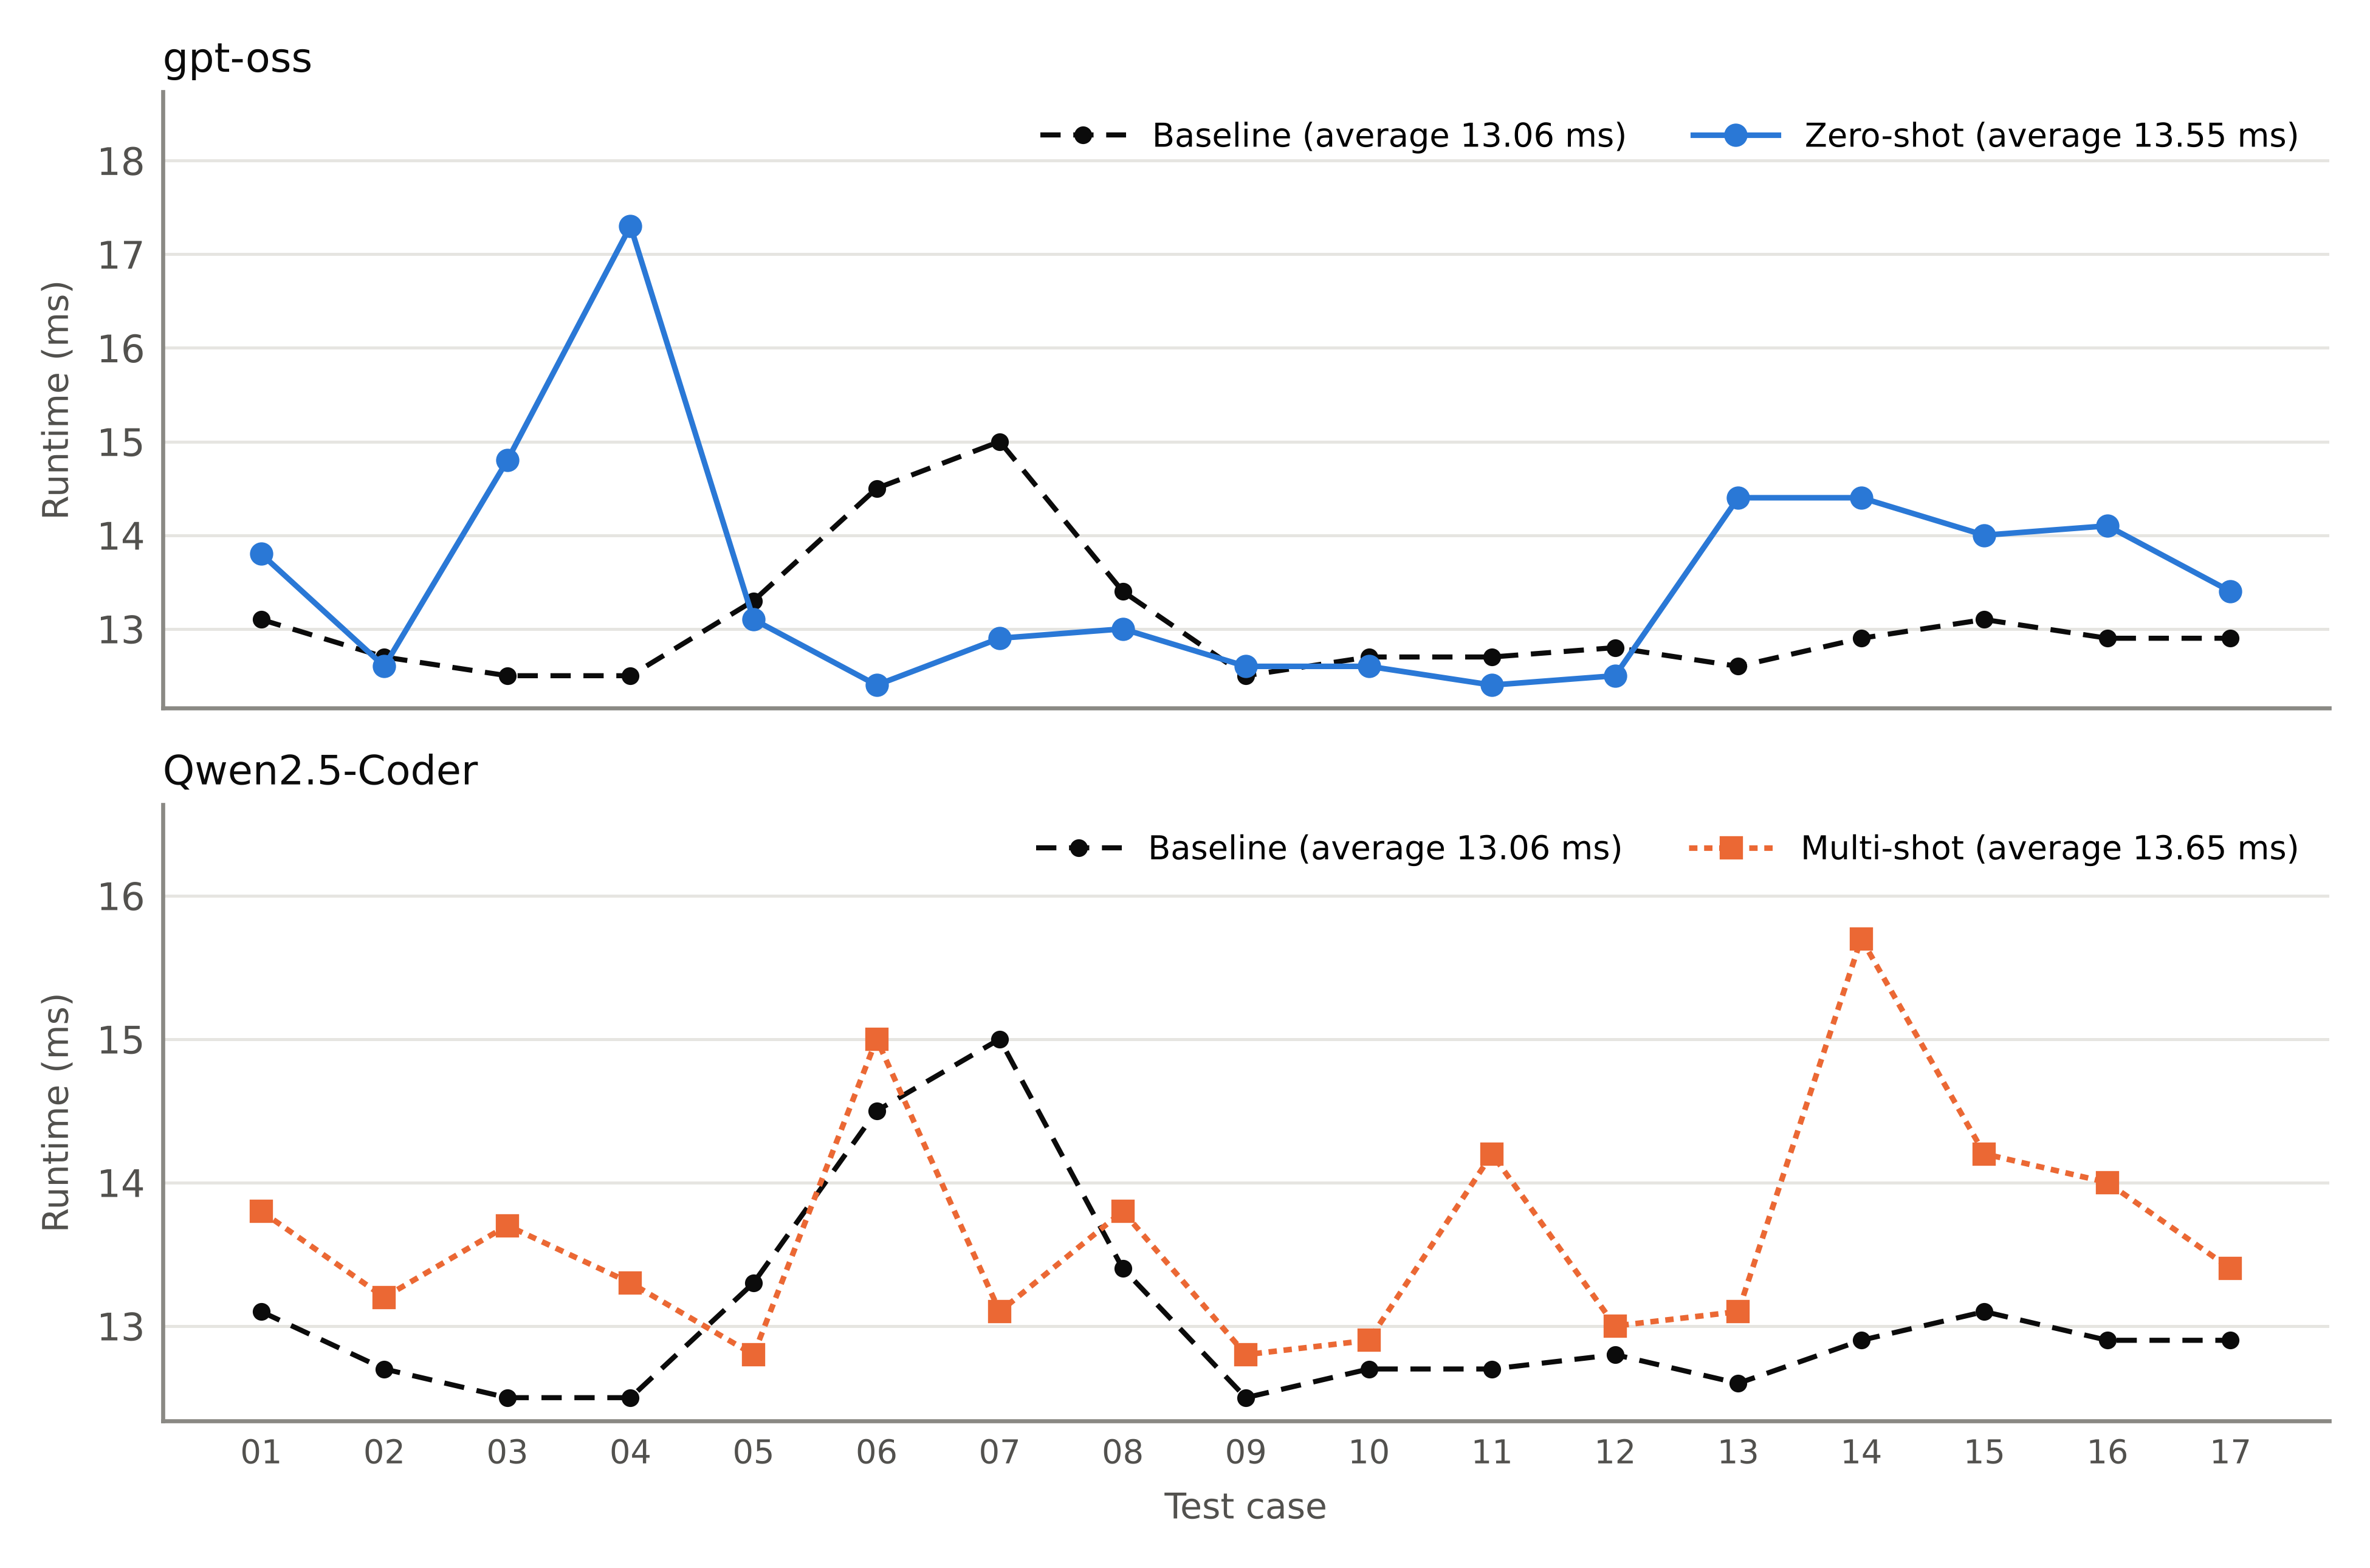 gpt-oss
Baseline (average 13.06 ms)
Zero-shot (average 13.55 ms)
Runtime (ms)
18
17
16
15
14
13
Qwen2.5-Coder
Baseline (average 13.06 ms)
Multi-shot (average 13.65 ms)
Runtime (ms)
16
15
14
13
01 02 03 04 05 06 07 08 09 10 11 12 13 14 15 16 17
Test case